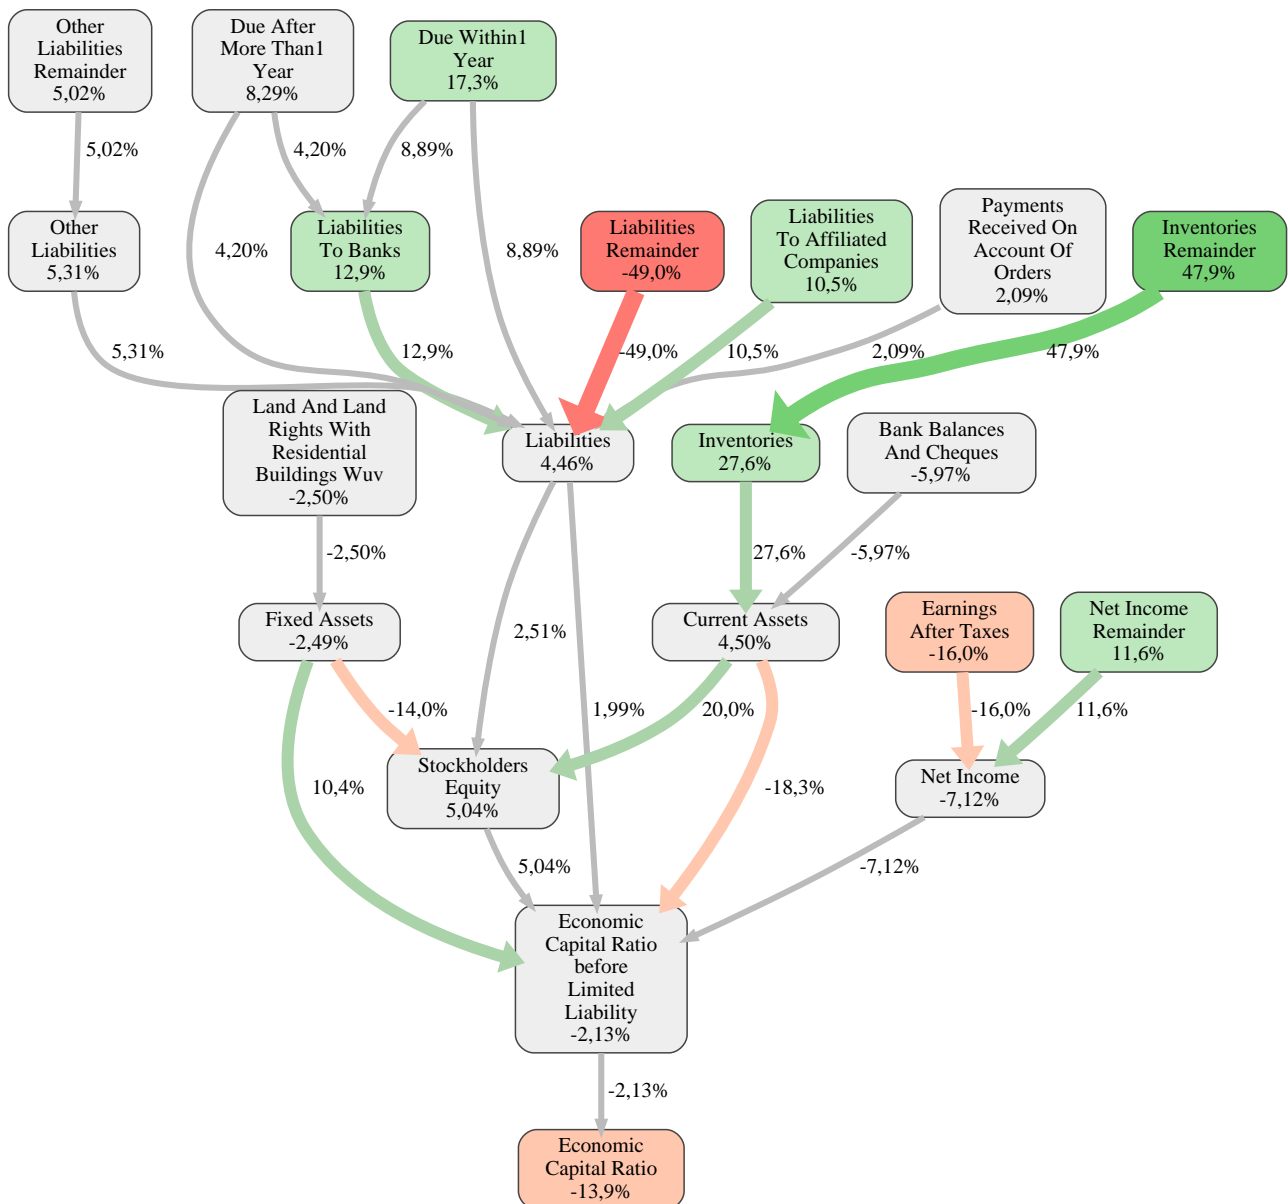 Other
Liabilities
Remainder
5,02%
Due After
More Than1
Year
8,29%
Due Within1
Year
17,3%
5,02%
4,20%
8,89%
Other
Liabilities
5,31%
4,20%
Liabilities
To Banks
12,9%
8,89%
Liabilities
Remainder
-49,0%
Liabilities
To Affiliated
Companies
10,5%
Payments
Received On
Account Of
Orders
2,09%
Inventories
Remainder
47,9%
5,31%
12,9%
-49,0%
10,5%
2,09%
47,9%
Land And Land
Rights With
Residential
Buildings Wuv
-2,50%
Liabilities
4,46%
Inventories
27,6%
Bank Balances
And Cheques
-5,97%
-2,50%
27,6%
-5,97%
Fixed Assets
-2,49%
2,51%
Current Assets
4,50%
Earnings
After Taxes
-16,0%
Net Income
Remainder
11,6%
-14,0%
1,99%
20,0%
-16,0%
11,6%
10,4%
Stockholders
Equity
5,04%
-18,3%
Net Income
-7,12%
5,04%
-7,12%
Economic
Capital Ratio
before
Limited
Liability
-2,13%
-2,13%
Economic
Capital Ratio
-13,9%